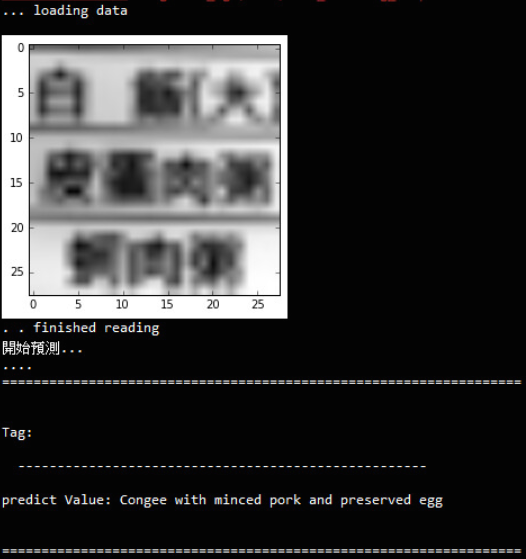 ... loading data
0
5
10
15
20
25
0 5 10 15 20 25
. . finished reading
開始預測...
....
==================================================================
Tag:
----------------------------------------------------
predict Value: Congee with minced pork and preserved egg
==================================================================